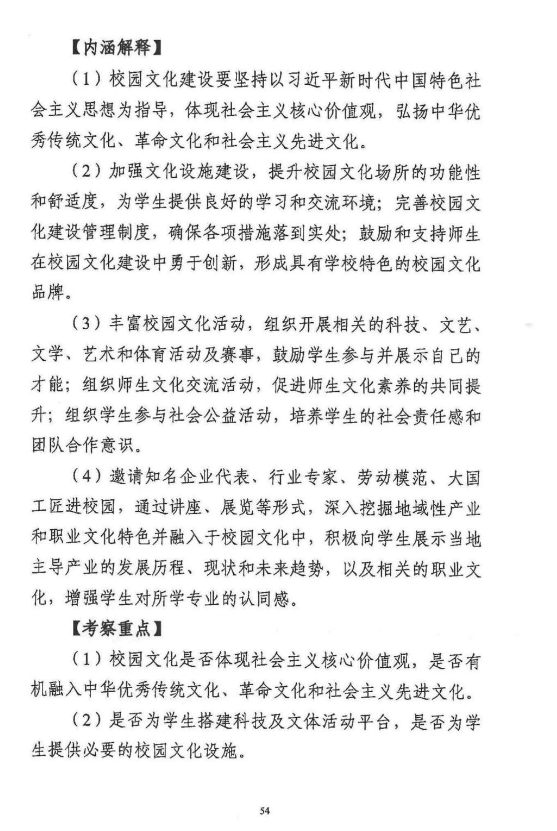 【内涵解释】
（1）校园文化建设要坚持以习近平新时代中国特色社
会主义思想为指导，体现社会主义核心价值观，弘扬中华优
秀传统文化、革命文化和社会主义先进文化。
（2）加强文化设施建设，提升校园文化场所的功能性
和舒适度，为学生提供良好的学习和交流环境；完善校园文
化建设管理制度，确保各项措施落到实处；鼓励和支持师生
在校园文化建设中勇于创新，形成具有学校特色的校园文化
品牌。
（3）丰富校园文化活动，组织开展相关的科技、文艺、
文学、艺术和体育活动及赛事，鼓励学生参与并展示自己的
才能；组织师生文化交流活动，促进师生文化素养的共同提
升；组织学生参与社会公益活动，培养学生的社会责任感和
团队合作意识。
（4）邀请知名企业代表、行业专家、劳动模范、大国
工匠进校园，通过讲座、展览等形式，深入挖掘地域性产业
和职业文化特色并融入于校园文化中，积极向学生展示当地
主导产业的发展历程、现状和未来趋势，以及相关的职业文
化，增强学生对所学专业的认同感。
【考察重点】
（1）校园文化是否体现社会主义核心价值观，是否有
机融入中华优秀传统文化、革命文化和社会主义先进文化。
（2）是否为学生搭建科技及文体活动平台，是否为学
生提供必要的校园文化设施。
54